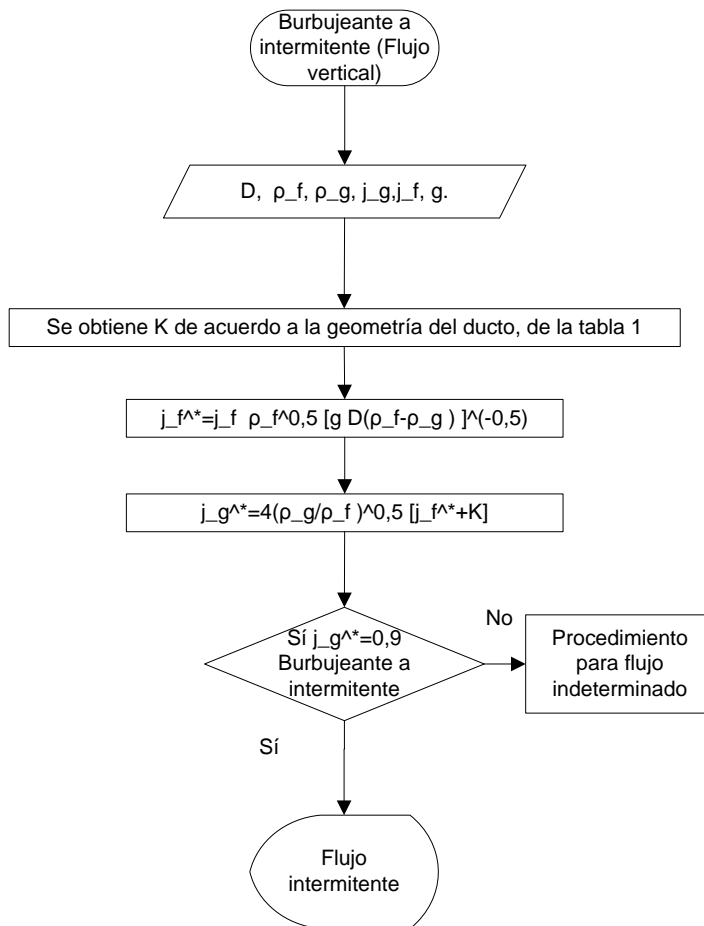 Burbujeante a
intermitente (Flujo
vertical)
D, ρ_f, ρ_g, j_g,j_f, g.
Se obtiene K de acuerdo a la geometría del ducto, de la tabla 1
j_f^*=j_f ρ_f^0,5 [g D(ρ_f-ρ_g ) ]^(-0,5)
j_g^*=4(ρ_g/ρ_f )^0,5 [j_f^*+K]
Sí j_g^*=0,9
Burbujeante a
intermitente
No
Procedimiento
para flujo
indeterminado
Sí
Flujo
intermitente